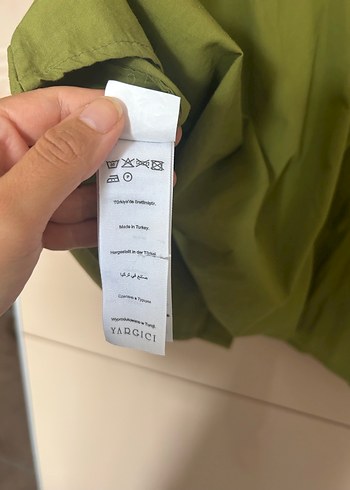 Türkiye'de Üretilmiştir.
Made in Turkey.
Hergestellt in der Türkei
صنع في تركيا
YARGICI